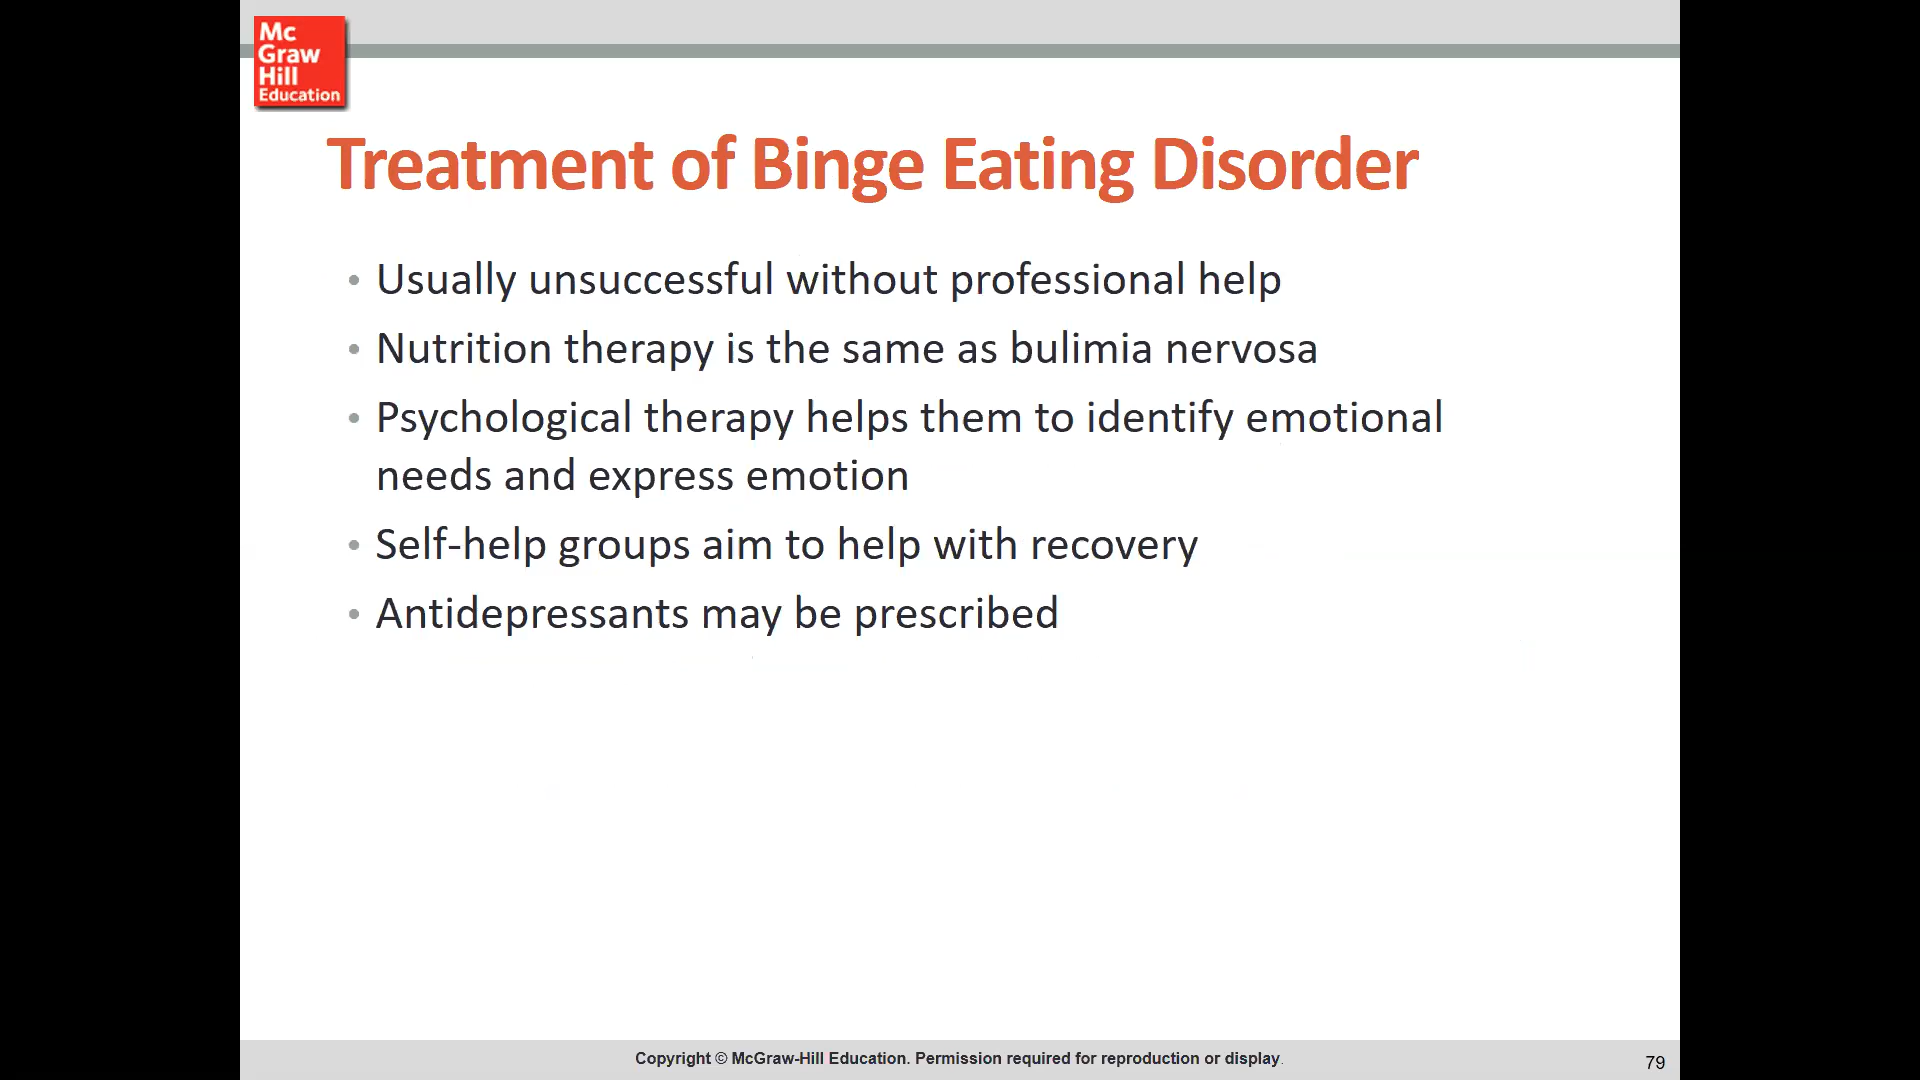 Mc
Graw
Hill
Education
Treatment of Binge Eating Disorder
• Usually unsuccessful without professional help
• Nutrition therapy is the same as bulimia nervosa
• Psychological therapy helps them to identify emotional
needs and express emotion
• Self-help groups aim to help with recovery
• Antidepressants may be prescribed
Copyright © McGraw-Hill Education. Permission required for reproduction or display.
79